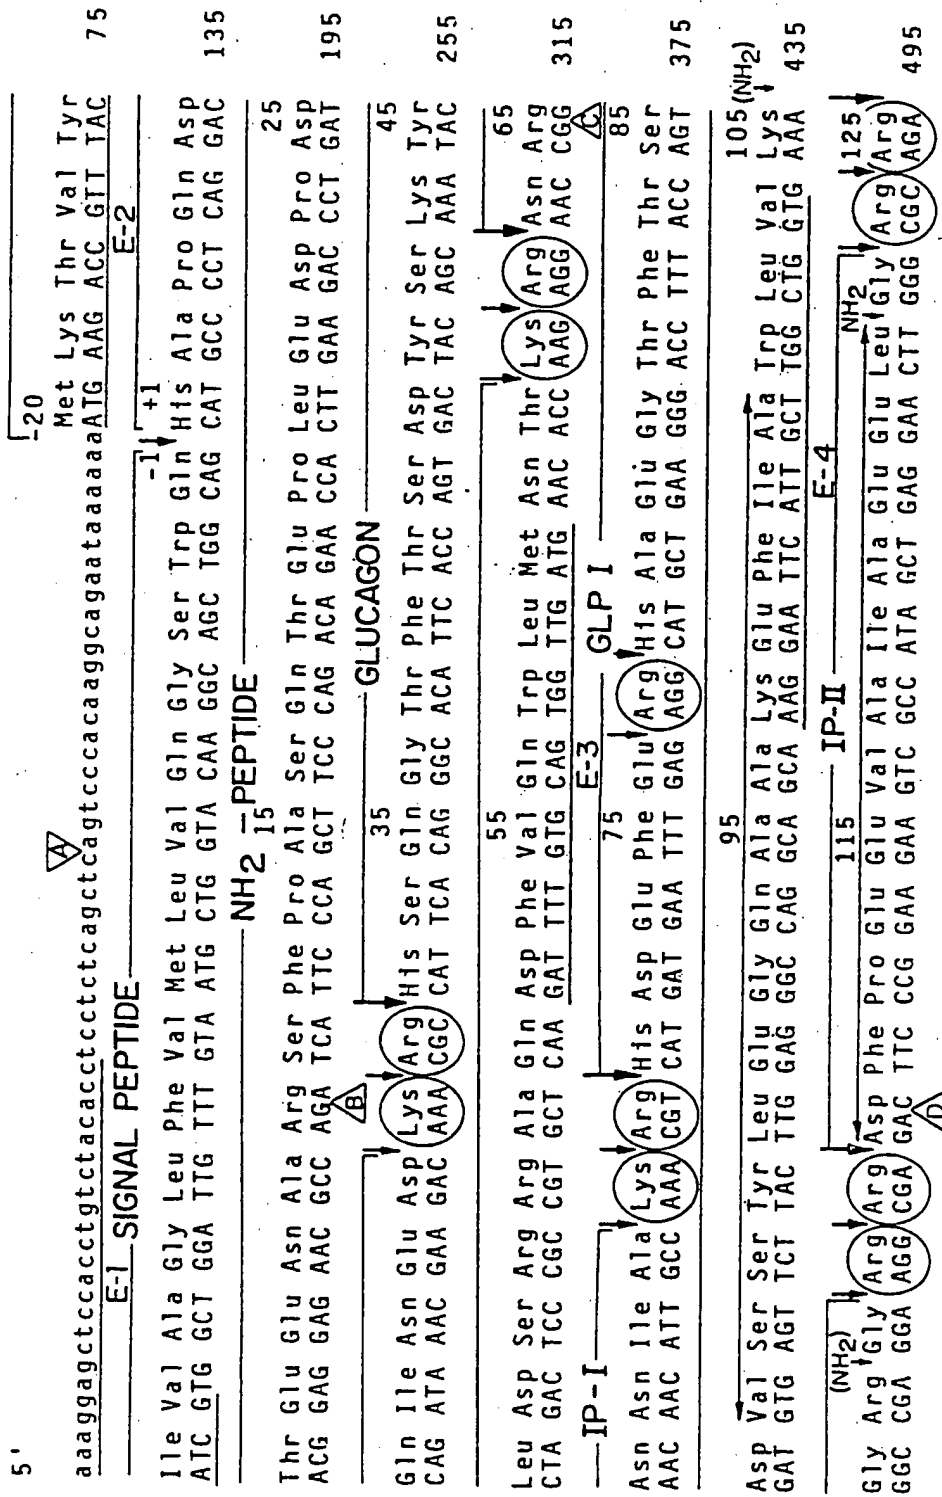 5'
-20
Met Lys Thr Val Tyr
A
aaaggagctccacctgtctacacctcctctcagctcagtcccacaaggcagaataaaaaaATG AAG ACC GTT TAC 75
E-1 SIGNAL PEPTIDE -1 +1 E-2
Ile Val Ala Gly Leu Phe Val Met Leu Val Gln Gly Ser Trp Gln His Ala Pro Gln Asp
ATC GTG GCT GGA TTG TTT GTA ATG CTG GTA CAA GGC AGC TGG CAG CAT GCC CCT CAG GAC 135
NH2 — PEPTIDE
15 25
Thr Glu Glu Asn Ala Arg Ser Phe Pro Ala Ser Gln Thr Glu Pro Leu Glu Asp Pro Asp
ACG GAG GAG AAC GCC AGA TCA TTC CCA GCT TCC CAG ACA GAA CCA CTT GAA GAC CCT GAT 195
B
GLUCAGON
35 45
Gln Ile Asn Glu Asp Lys Arg His Ser Gln Gly Thr Phe Thr Ser Asp Tyr Ser Lys Tyr
CAG ATA AAC GAA GAC AAA CGC CAT TCA CAG GGC ACA TTC ACC AGT GAC TAC AGC AAA TAC 255
55 65
Leu Asp Ser Arg Arg Ala Gln Asp Phe Val Gln Trp Leu Met Asn Thr Lys Arg Asn Arg
CTA GAC TCC CGC CGT GCT CAA GAT TTT GTG CAG TGG TTG ATG AAC ACC AAG AGG AAC CGG 315
C
IP-I E-3 GLP I
75 85
Asn Asn Ile Ala Lys Arg His Asp Glu Phe Glu Arg His Ala Glu Gly Thr Phe Thr Ser
AAC AAC ATT GCC AAA CGT CAT GAT GAA TTT GAG AGG CAT GCT GAA GGG ACC TTT ACC AGT 375
95 105 (NH2)
Asp Val Ser Ser Tyr Leu Glu Gly Gln Ala Ala Lys Glu Phe Ile Ala Trp Leu Val Lys
GAT GTG AGT TCT TAC TTG GAG GGC CAG GCA GCA AAG GAA TTC ATT GCT TGG CTG GTG AAA 435
IP-II E-4
(NH2) 115 NH2 125
Gly Arg Gly Arg Arg Asp Phe Pro Glu Glu Val Ala Ile Ala Glu Glu Leu Gly Arg Arg
GGC CGA GGA AGG CGA GAC TTC CCG GAA GAA GTC GCC ATA GCT GAG GAA CTT GGG CGC AGA 495
D